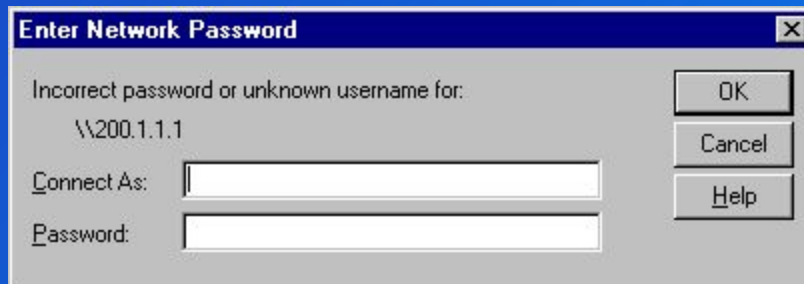 Enter Network Password
Incorrect password or unknown username for:
\\200.1.1.1
Connect As:
Password:
OK
Cancel
Help